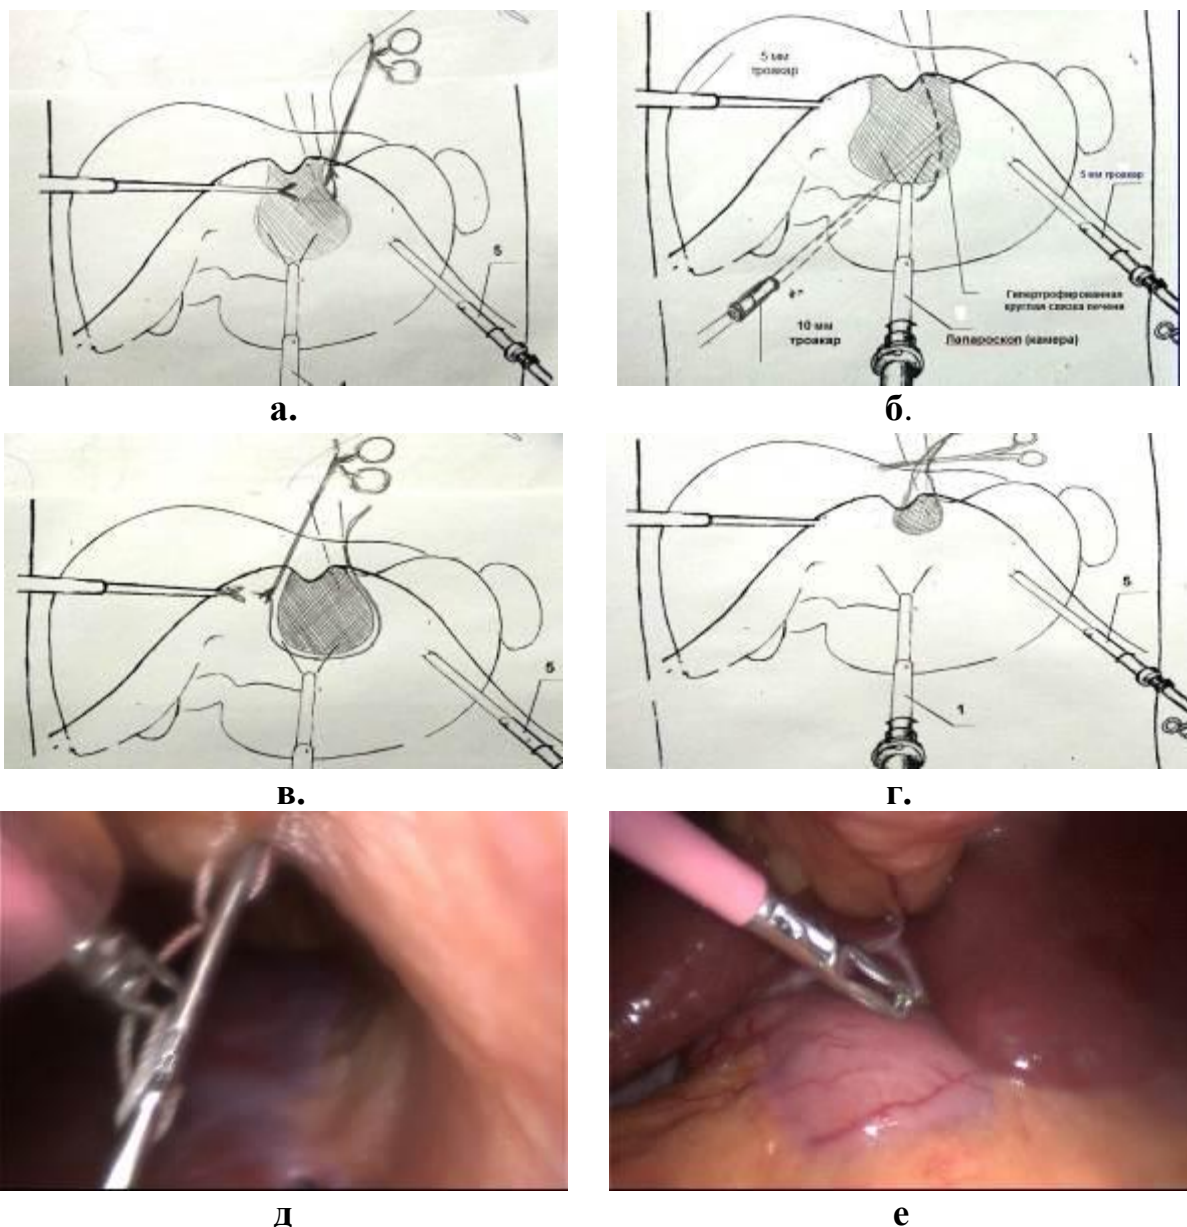 5
а.
5 мм
троакар
5 мм троакар
Гипертрофированная
круглая связка печени
10 мм
троакар
Лапароскоп (камера)
б.
5
в.
5
1
г.
д
е